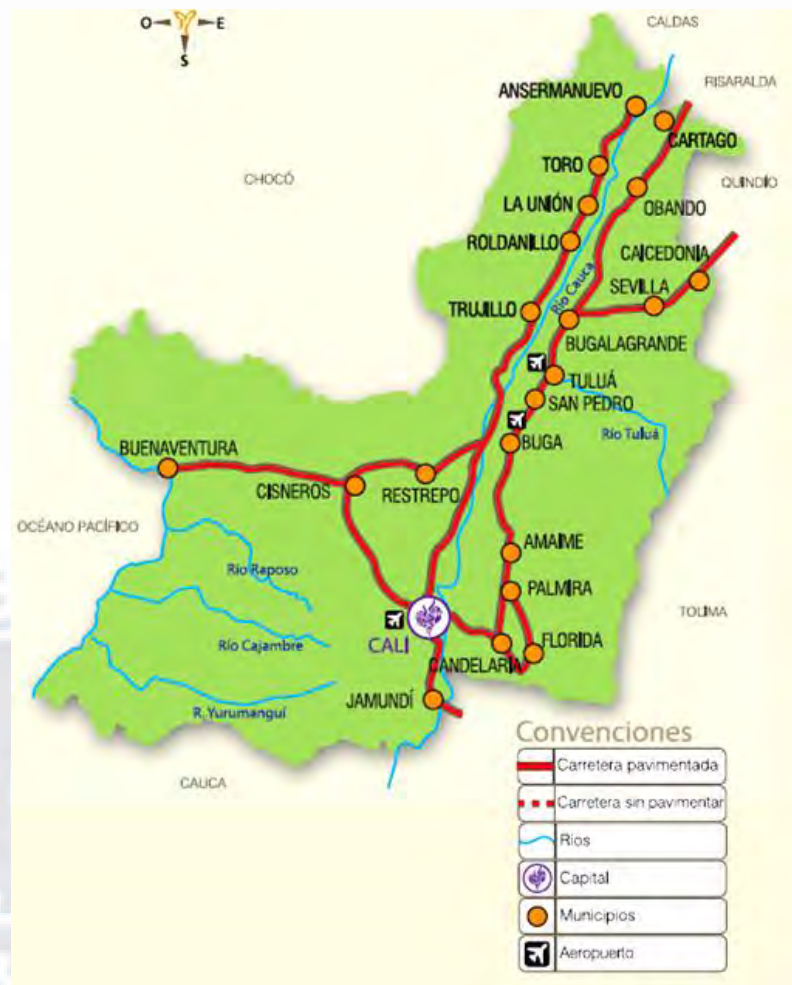 CALDAS
O
E
S
RISARALDA
ANSERMANUEVO
CARTAGO
CHOCÓ
TORO
QUINDÍO
LA UNIÓN
OBANDO
ROLDANILLO
CAICEDONIA
SEVILLA
Río Cauca
TRUJILLO
BUGALAGRANDE
TULUÁ
SAN PEDRO
Río Tuluá
BUGA
BUENAVENTURA
CISNEROS
RESTREPO
OCÉANO PACÍFICO
AMAIME
Río Raposo
PALMIRA
TOLIMA
Río Cajambre
CALI
FLORIDA
CANDELARIA
JAMUNDÍ
R. Yurumanguí
CAUCA
Convenciones
Carretera pavimentada
Carretera sin pavimentar
Ríos
Capital
Municipios
Aeropuerto